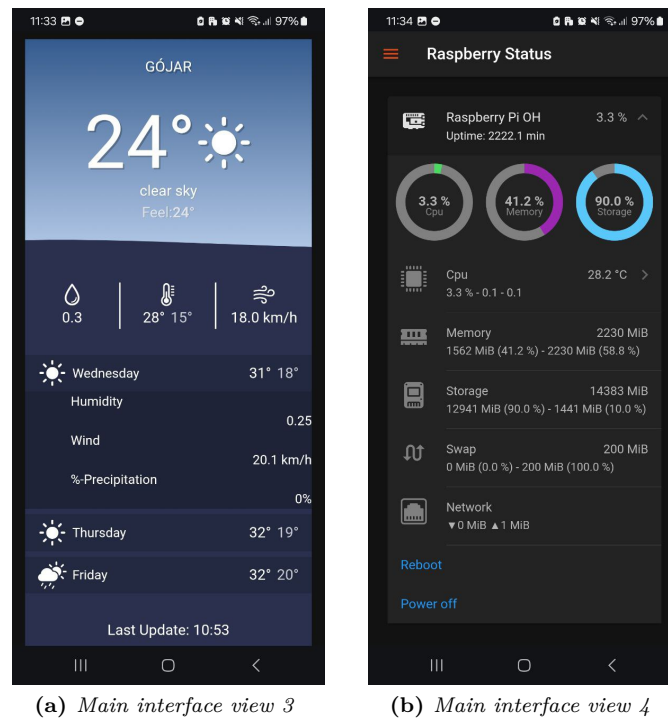 11:33 97%
GÓJAR
24°
clear sky
Feel:24°
0.3 28° 15° 18.0 km/h
Wednesday 31° 18°
Humidity
0.25
Wind
20.1 km/h
%-Precipitation
0%
Thursday 32° 19°
Friday 32° 20°
Last Update: 10:53
(a) Main interface view 3
11:34 97%
Raspberry Status
Raspberry Pi OH 3.3 %
Uptime: 2222.1 min
3.3 % 41.2 % 90.0 %
Cpu Memory Storage
Cpu 28.2 °C
3.3 % - 0.1 - 0.1
Memory 2230 MiB
1562 MiB (41.2 %) - 2230 MiB (58.8 %)
Storage 14383 MiB
12941 MiB (90.0 %) - 1441 MiB (10.0 %)
Swap 200 MiB
0 MiB (0.0 %) - 200 MiB (100.0 %)
Network
▼0 MiB ▲1 MiB
Reboot
Power off
(b) Main interface view 4